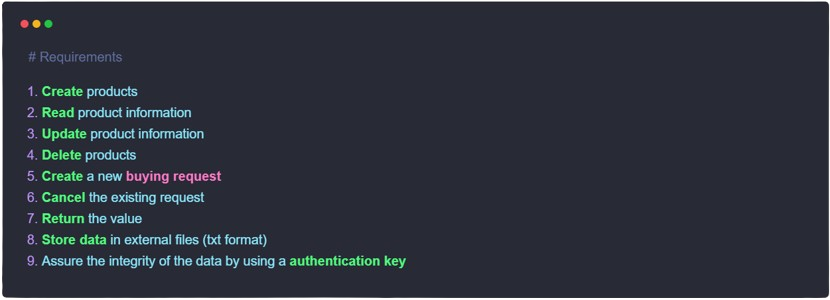 # Requirements
1. Create products
2. Read product information
3. Update product information
4. Delete products
5. Create a new buying request
6. Cancel the existing request
7. Return the value
8. Store data in external files (txt format)
9. Assure the integrity of the data by using a authentication key